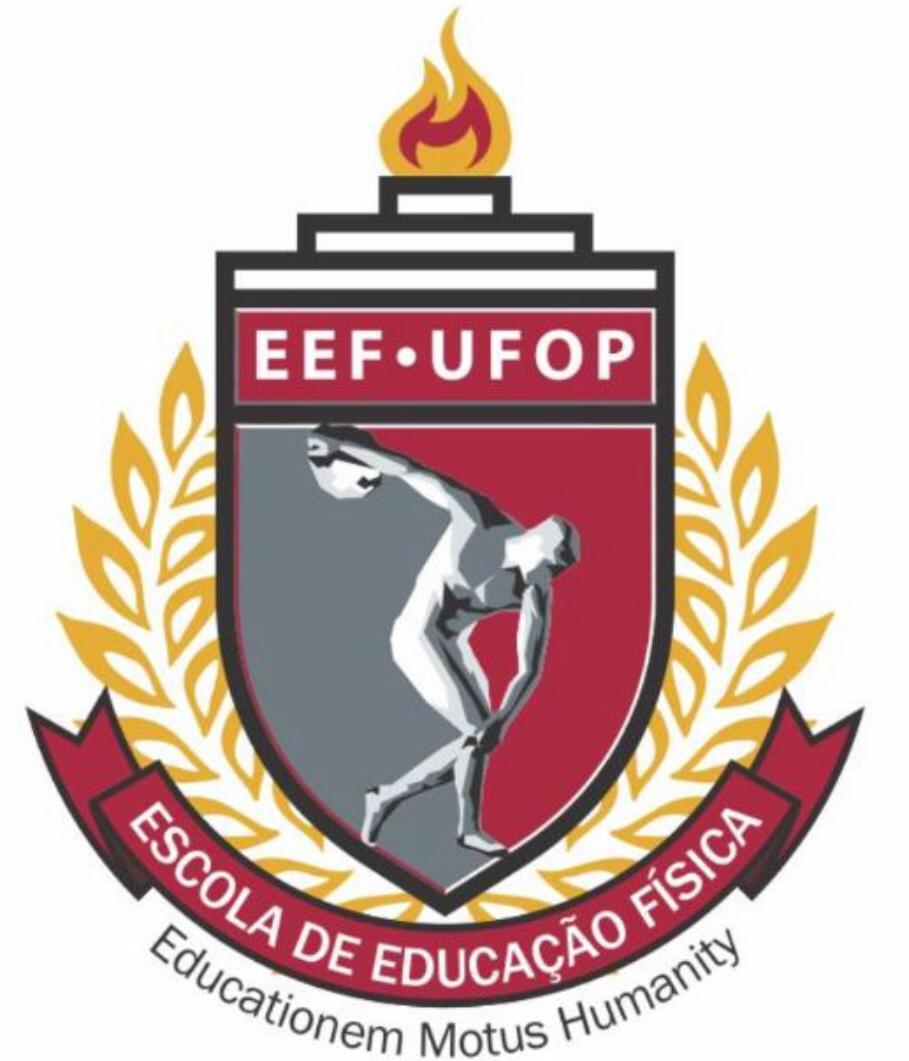 EEF•UFOP
ESCOLA DE EDUCAÇÃO FÍSICA
Educationem Motus Humanity